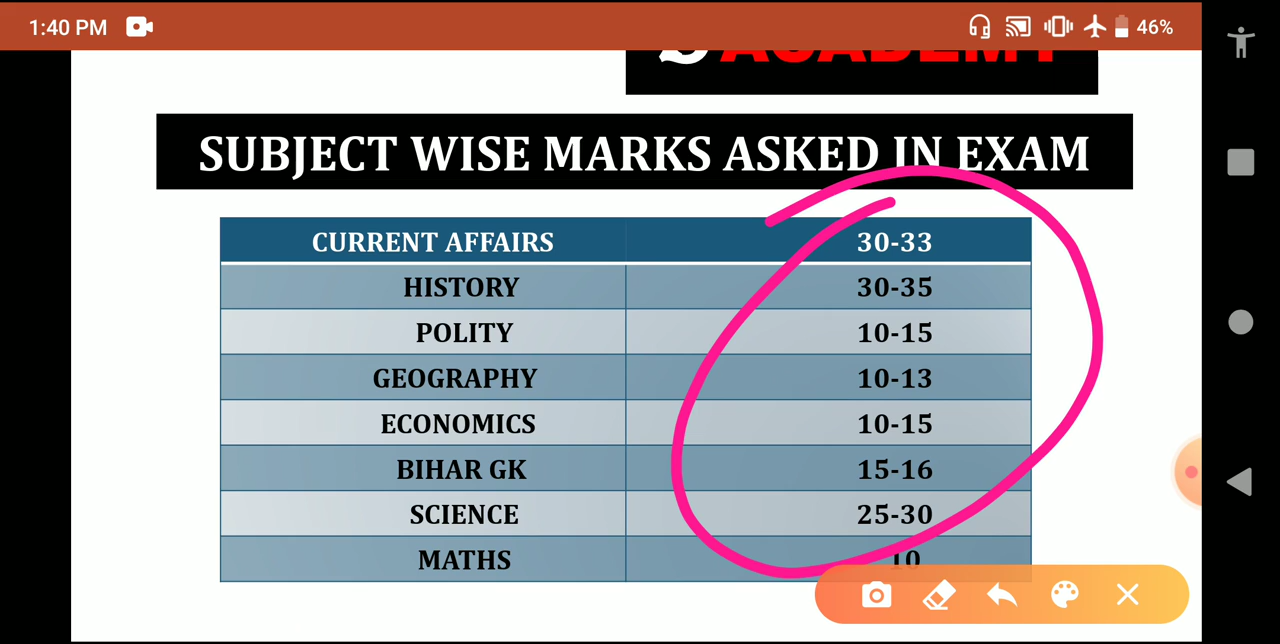 1:40 PM 46%
ACADEMY
SUBJECT WISE MARKS ASKED IN EXAM
CURRENT AFFAIRS 30-33
HISTORY 30-35
POLITY 10-15
GEOGRAPHY 10-13
ECONOMICS 10-15
BIHAR GK 15-16
SCIENCE 25-30
MATHS 10